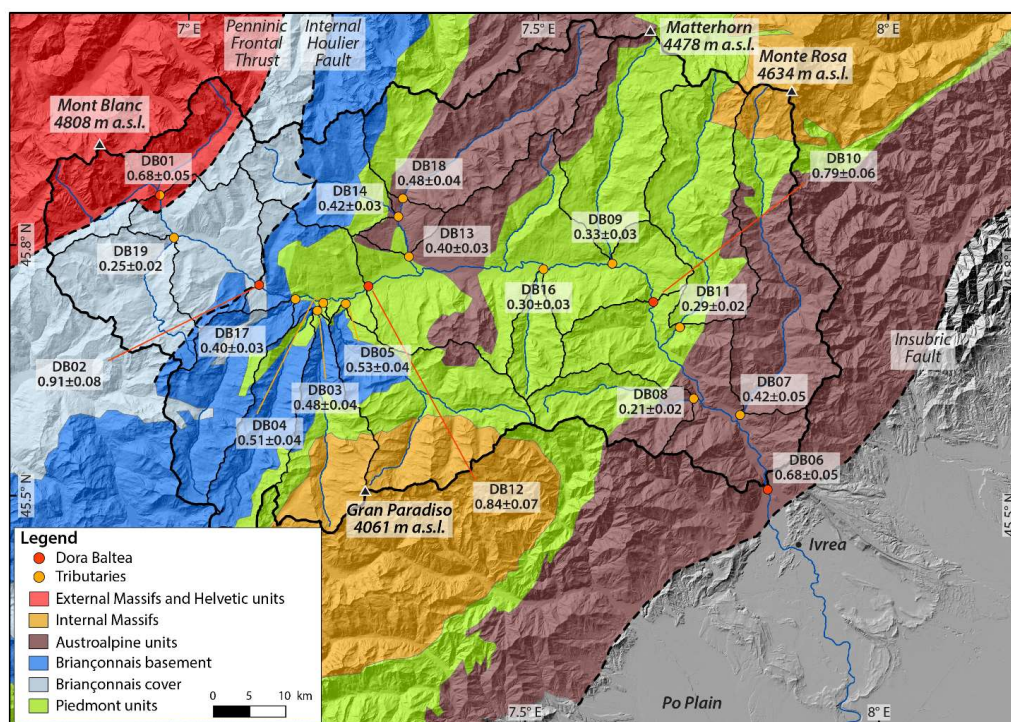 7° E
7.5° E
8° E
Penninic
Frontal
Thrust
Internal
Houlier
Fault
Matterhorn
4478 m a.s.l.
Monte Rosa
4634 m a.s.l.
Mont Blanc
4808 m a.s.l.
DB01
0.68±0.05
DB18
0.48±0.04
DB10
0.79±0.06
DB14
0.42±0.03
DB13
0.40±0.03
DB09
0.33±0.03
45.8° N
45.8° N
DB19
0.25±0.02
DB16
0.30±0.03
DB11
0.29±0.02
DB17
0.40±0.03
Insubric
Fault
DB02
0.91±0.08
DB05
0.53±0.04
DB03
0.48±0.04
DB04
0.51±0.04
DB08
0.21±0.02
DB07
0.42±0.05
DB06
0.68±0.05
DB12
0.84±0.07
45.5° N
45.5° N
Gran Paradiso
4061 m a.s.l.
Ivrea
Legend
Dora Baltea
Tributaries
External Massifs and Helvetic units
Internal Massifs
Austroalpine units
Briançonnais basement
Briançonnais cover
Piedmont units
0 5 10 km
Po Plain
7.5° E
8° E